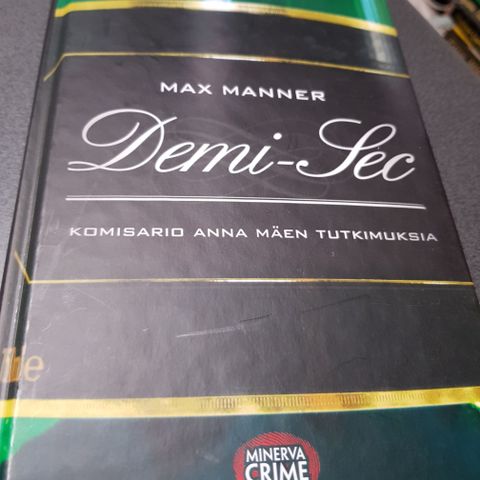 MAX MANNER
Demi-Sec
KOMISARIO ANNA MÄEN TUTKIMUKSIA
MINERVA
CRIME